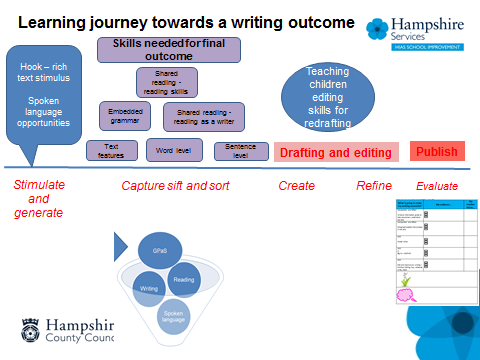 Learning journey towards a writing outcome
Hampshire
Services
HIAS SCHOOL IMPROVEMENT
Skills needed for final
outcome
Hook – rich
text stimulus
Spoken
language
opportunities
Shared
reading -
reading skills
Teaching
children
editing
skills for
redrafting
Embedded
grammar
Shared reading -
reading as a writer
Text
features
Word level
Sentence
level
Drafting and editing
Publish
Stimulate
and
generate
Capture sift and sort
Create
Refine
Evaluate
GPaS
Reading
Writing
Spoken
language
Hampshir
County Counc